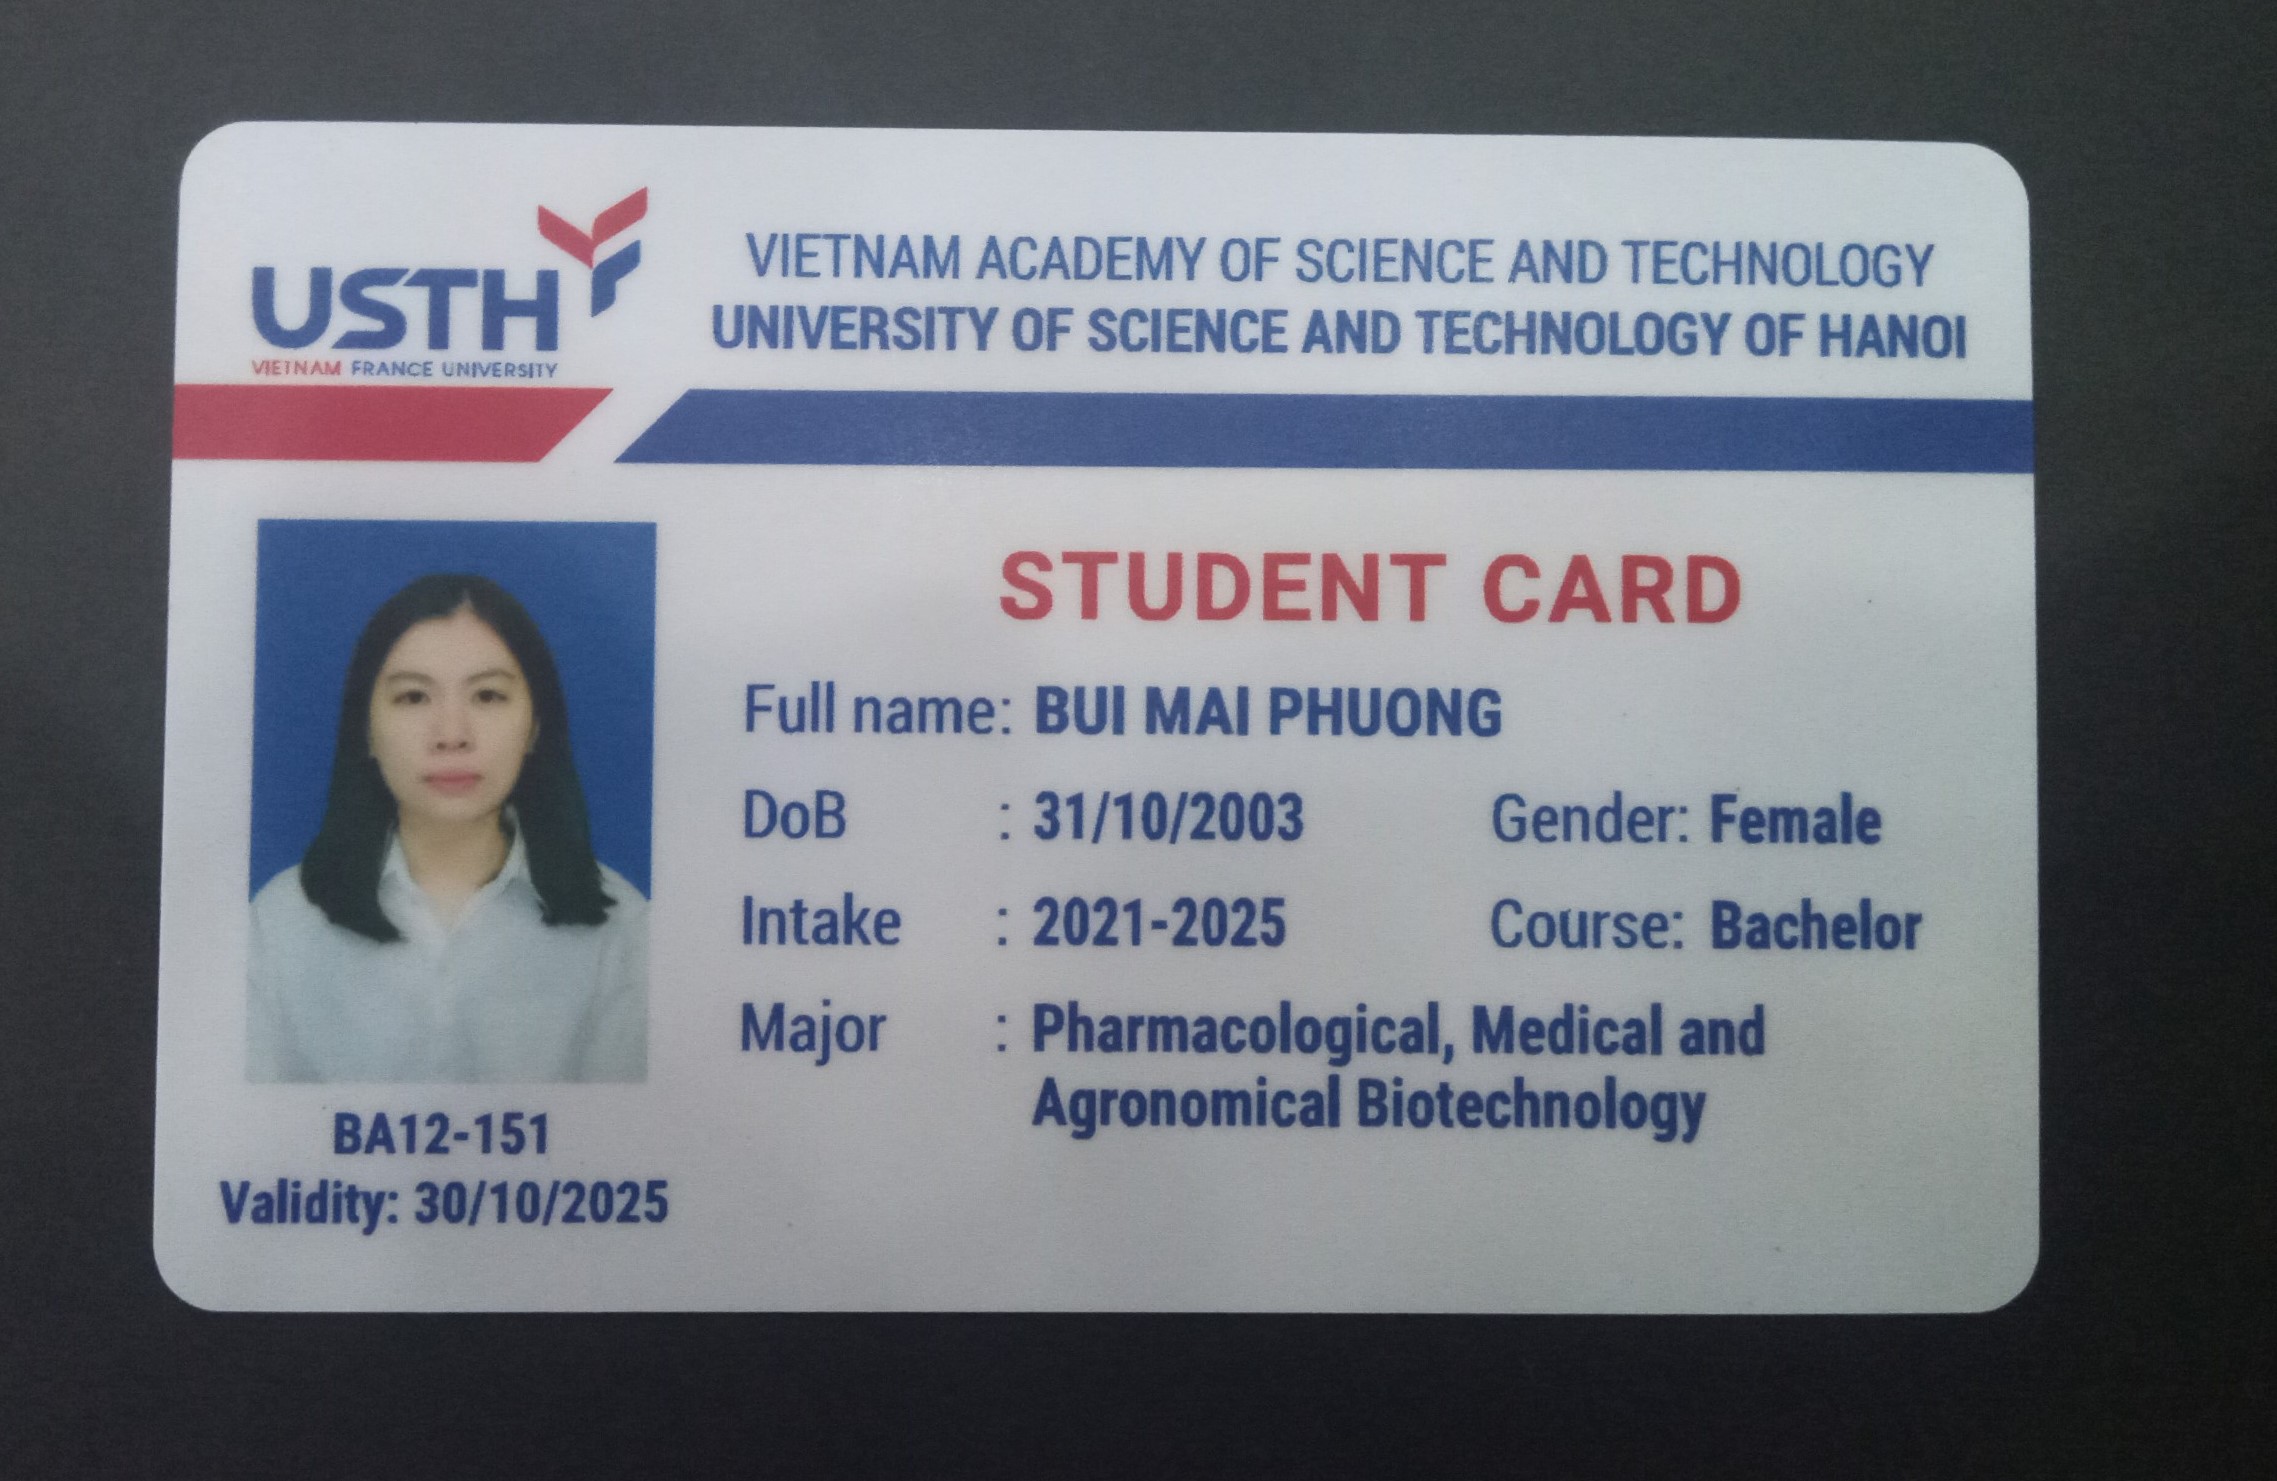 USTH
VIETNAM FRANCE UNIVERSITY
VIETNAM ACADEMY OF SCIENCE AND TECHNOLOGY
UNIVERSITY OF SCIENCE AND TECHNOLOGY OF HANOI
STUDENT CARD
Full name: BUI MAI PHUONG
DoB : 31/10/2003 Gender: Female
Intake : 2021-2025 Course: Bachelor
Major : Pharmacological, Medical and
Agronomical Biotechnology
BA12-151
Validity: 30/10/2025